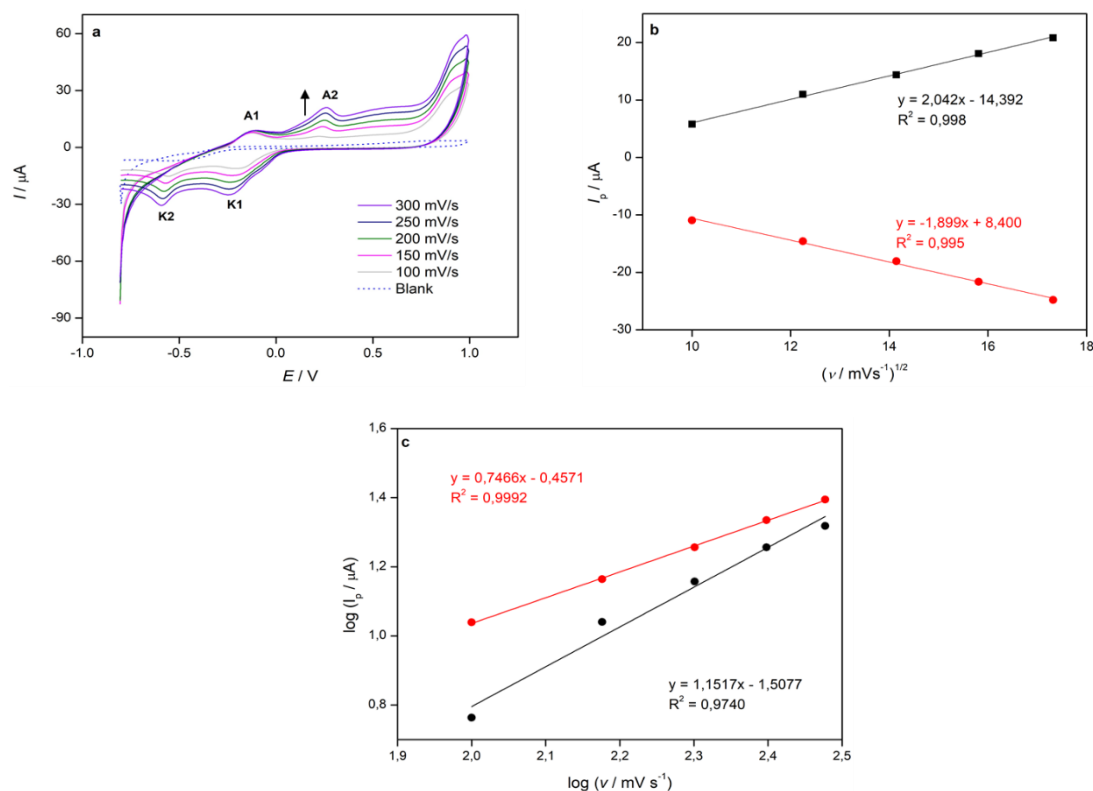 a
60
30
0
-30
-60
-90
I / µA
A1
A2
K2
K1
300 mV/s
250 mV/s
200 mV/s
150 mV/s
100 mV/s
Blank
-1.0
-0.5
0.0
0.5
1.0
E / V
b
20
10
0
-10
-20
-30
Iₚ / µA
y = 2,042x - 14,392
R² = 0,998
y = -1,899x + 8,400
R² = 0,995
10
12
14
16
18
(ν / mVs⁻¹)¹/²
c
1,6
1,4
1,2
1,0
0,8
log (Iₚ / µA)
y = 0,7466x - 0,4571
R² = 0,9992
y = 1,1517x - 1,5077
R² = 0,9740
1,9
2,0
2,1
2,2
2,3
2,4
2,5
log (ν / mV s⁻¹)